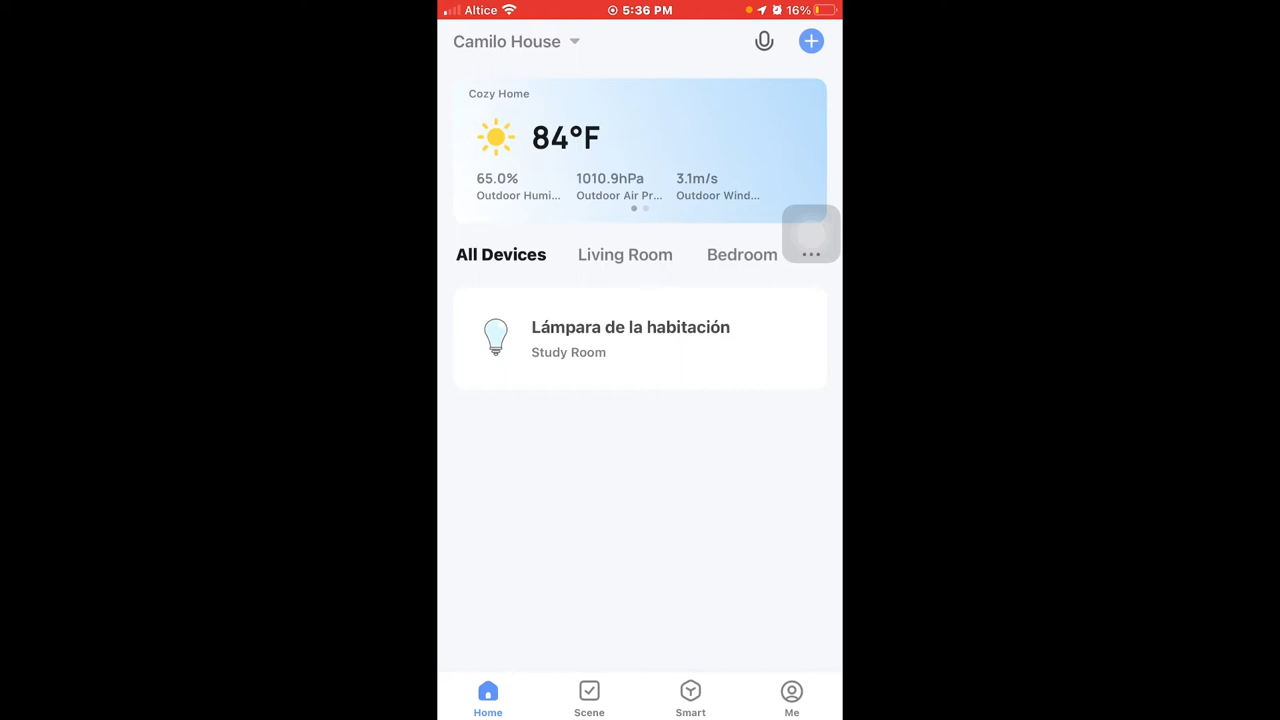 Altice 5:36 PM 16%
Camilo House
Cozy Home
84°F
65.0% 1010.9hPa 3.1m/s
Outdoor Humi... Outdoor Air Pr... Outdoor Wind...
All Devices Living Room Bedroom ...
Lámpara de la habitación
Study Room
Home Scene Smart Me